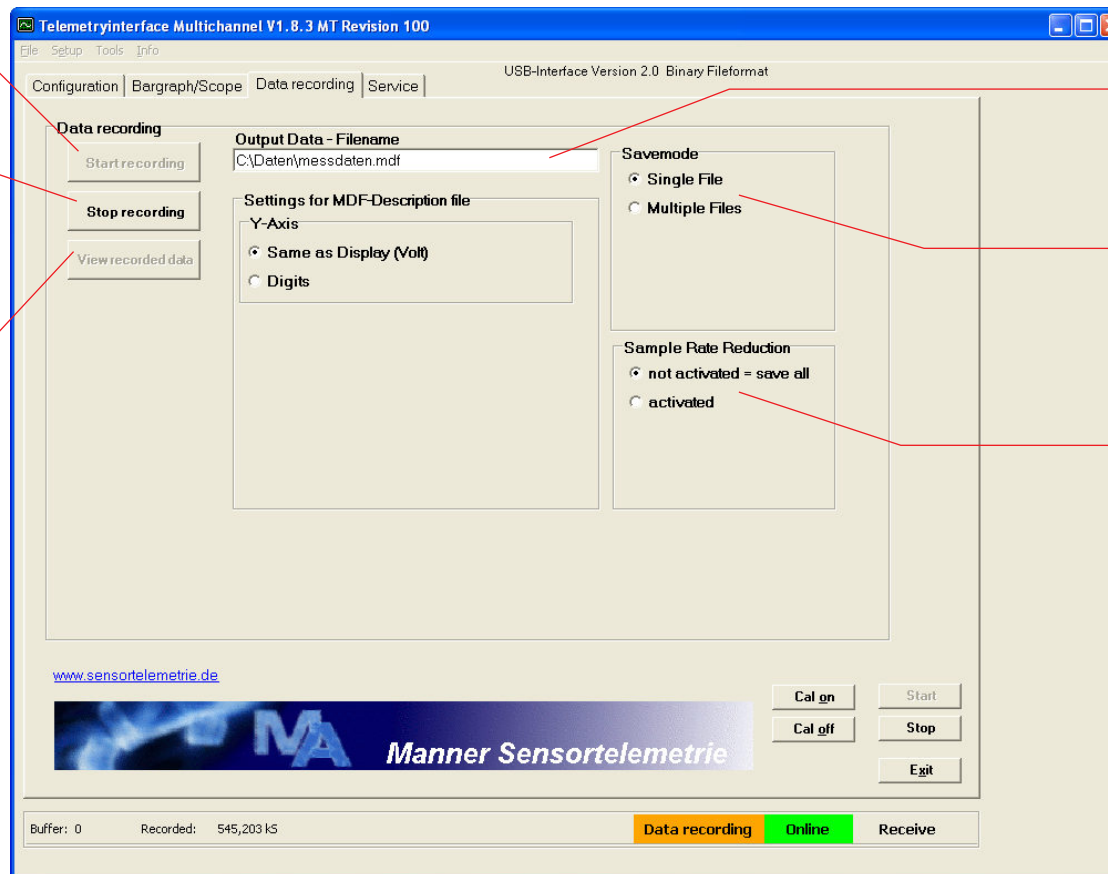 Telemetryinterface Multichannel V1.8.3 MT Revision 100
File Setup Tools Info
USB-Interface Version 2.0 Binary Fileformat
Configuration Bargraph/Scope Data recording Service
Data recording
Start recording
Stop recording
View recorded data
Output Data - Filename
C:\Daten\messdaten.mdf
Settings for MDF-Description file
Y-Axis
Same as Display (Volt)
Digits
Savemode
Single File
Multiple Files
Sample Rate Reduction
not activated = save all
activated
www.sensortelemetrie.de
MA
Manner Sensortelemetrie
Cal on
Cal off
Start
Stop
Exit
Buffer: 0 Recorded: 545,203 kS Data recording Online Receive